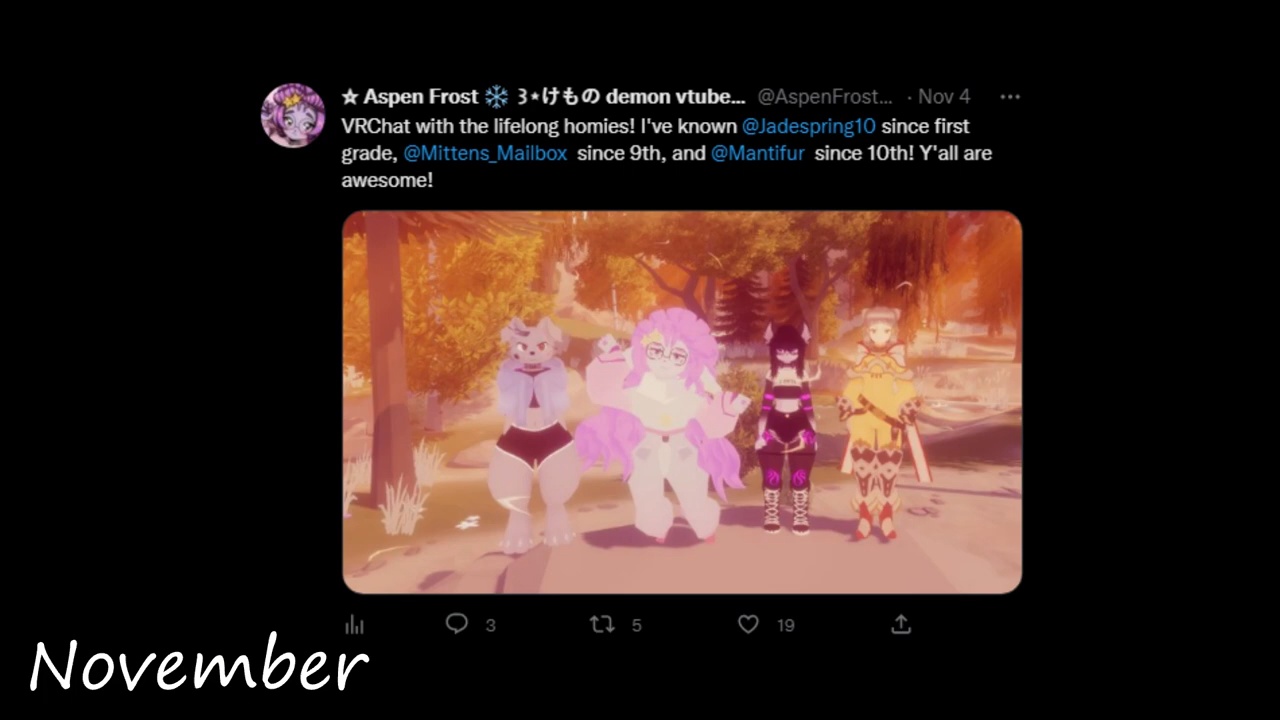 ☆ Aspen Frost ❄ ꒱⋆けもの demon vtube... @AspenFrost... · Nov 4
VRChat with the lifelong homies! I've known @Jadespring10 since first
grade, @Mittens_Mailbox since 9th, and @Mantifur since 10th! Y'all are
awesome!
3 5 19
November